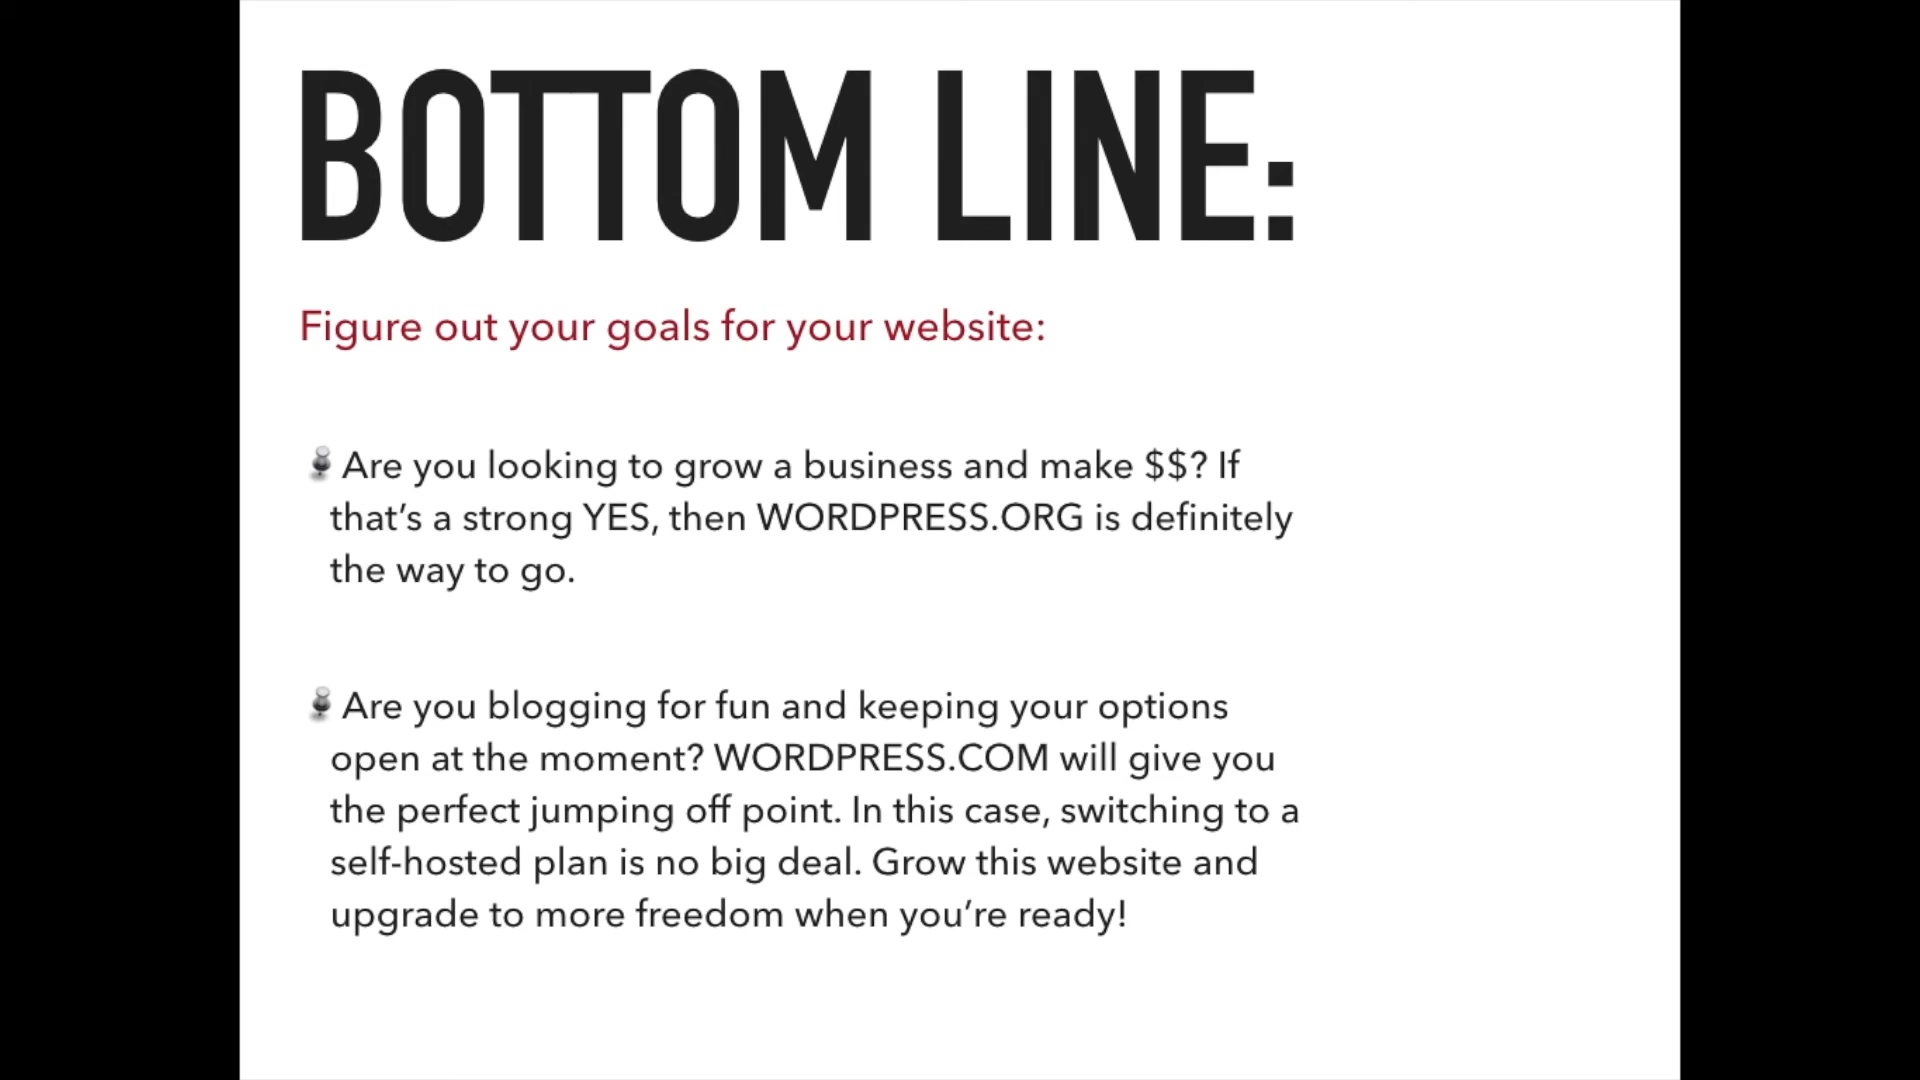 BOTTOM LINE:
Figure out your goals for your website:
Are you looking to grow a business and make $$? If
that’s a strong YES, then WORDPRESS.ORG is definitely
the way to go.
Are you blogging for fun and keeping your options
open at the moment? WORDPRESS.COM will give you
the perfect jumping off point. In this case, switching to a
self-hosted plan is no big deal. Grow this website and
upgrade to more freedom when you’re ready!